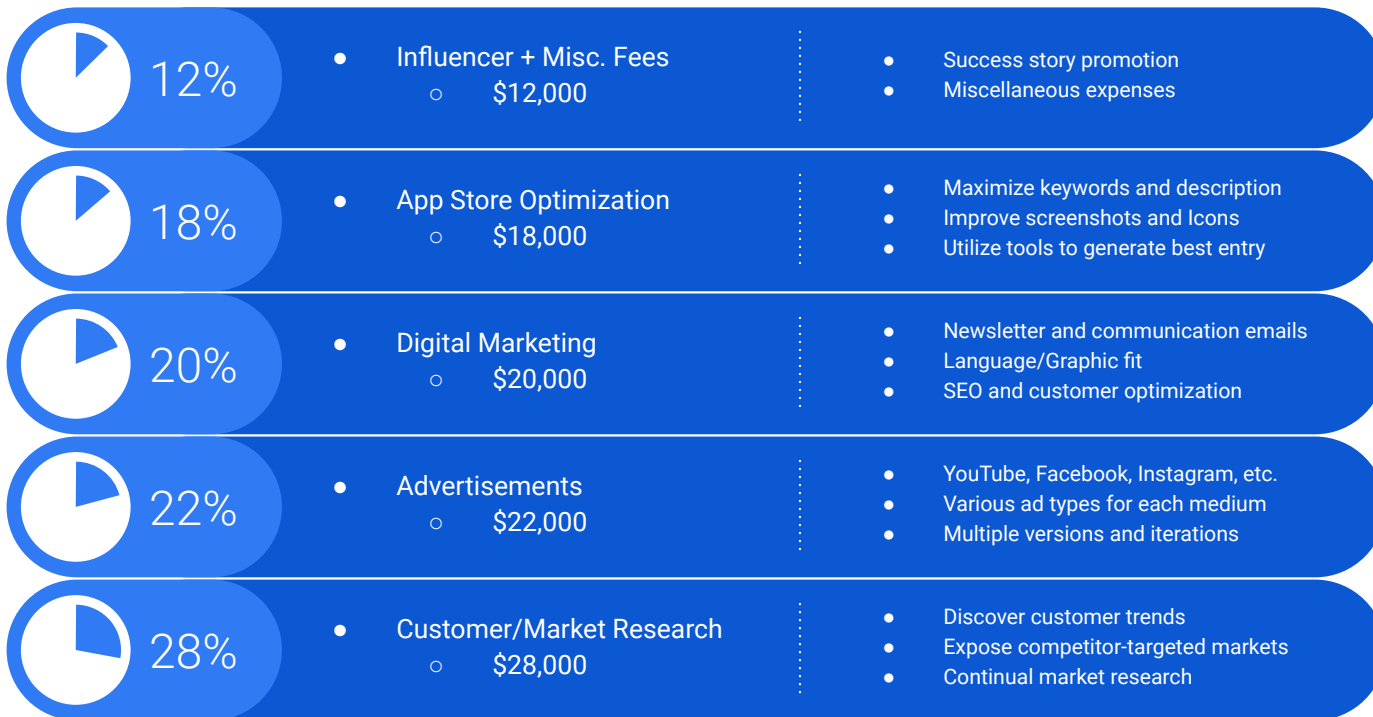 12%
● Influencer + Misc. Fees
○ $12,000
● Success story promotion
● Miscellaneous expenses
18%
● App Store Optimization
○ $18,000
● Maximize keywords and description
● Improve screenshots and Icons
● Utilize tools to generate best entry
20%
● Digital Marketing
○ $20,000
● Newsletter and communication emails
● Language/Graphic fit
● SEO and customer optimization
22%
● Advertisements
○ $22,000
● YouTube, Facebook, Instagram, etc.
● Various ad types for each medium
● Multiple versions and iterations
28%
● Customer/Market Research
○ $28,000
● Discover customer trends
● Expose competitor-targeted markets
● Continual market research